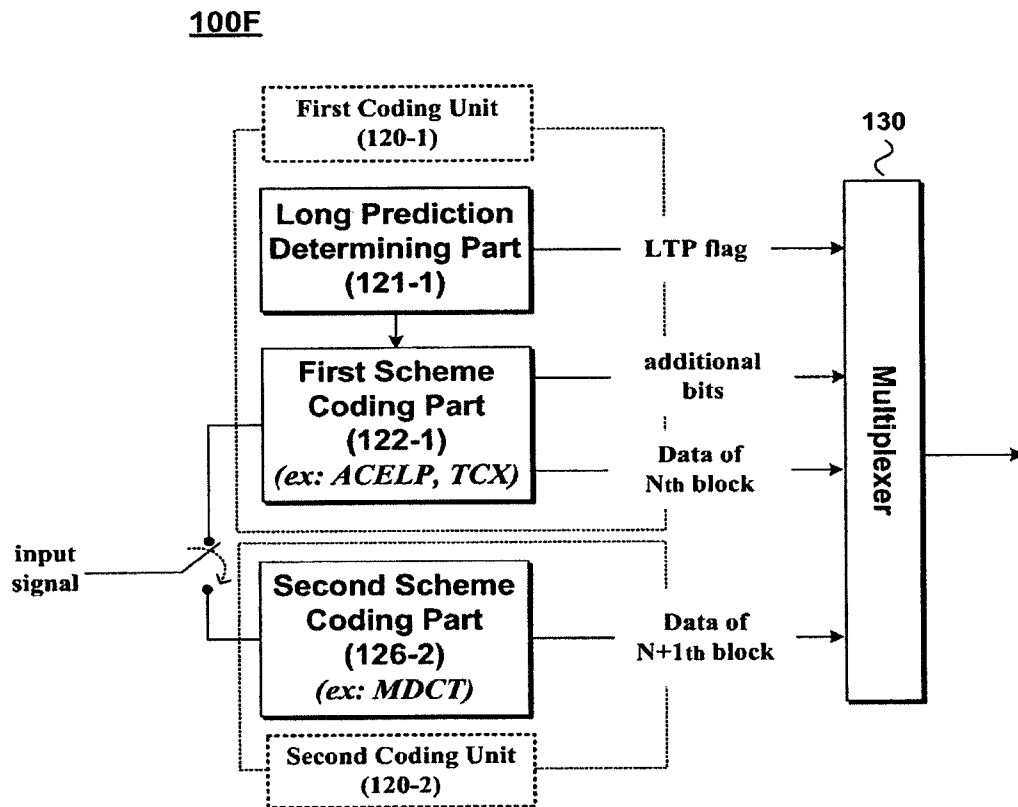 100F
First Coding Unit
(120-1)
130
Long Prediction
Determining Part
(121-1)
LTP flag
First Scheme
Coding Part
(122-1)
(ex: ACELP, TCX)
additional
bits
Data of
Nth block
Multiplexer
input
signal
Second Scheme
Coding Part
(126-2)
(ex: MDCT)
Data of
N+1th block
Second Coding Unit
(120-2)